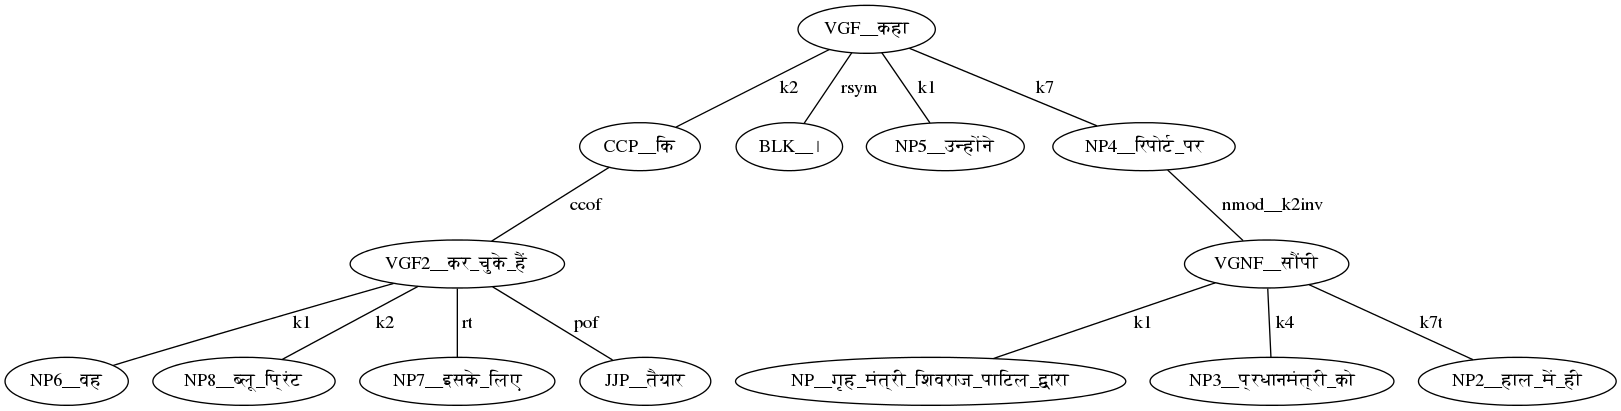 VGF__कहा
k2 rsym k1 k7
CCP__कि BLK__। NP5__उन्होंने NP4__रिपोर्ट_पर
ccof nmod__k2inv
VGF2__कर_चुके_हैं VGNF__सौंपी
k1 k2 rt pof k1 k4 k7t
NP6__वह NP8__ब्लू_प्रिंट NP7__इसके_लिए JJP__तैयार NP__गृह_मंत्री_शिवराज_पाटिल_द्वारा NP3__प्रधानमंत्री_को NP2__हाल_में_ही